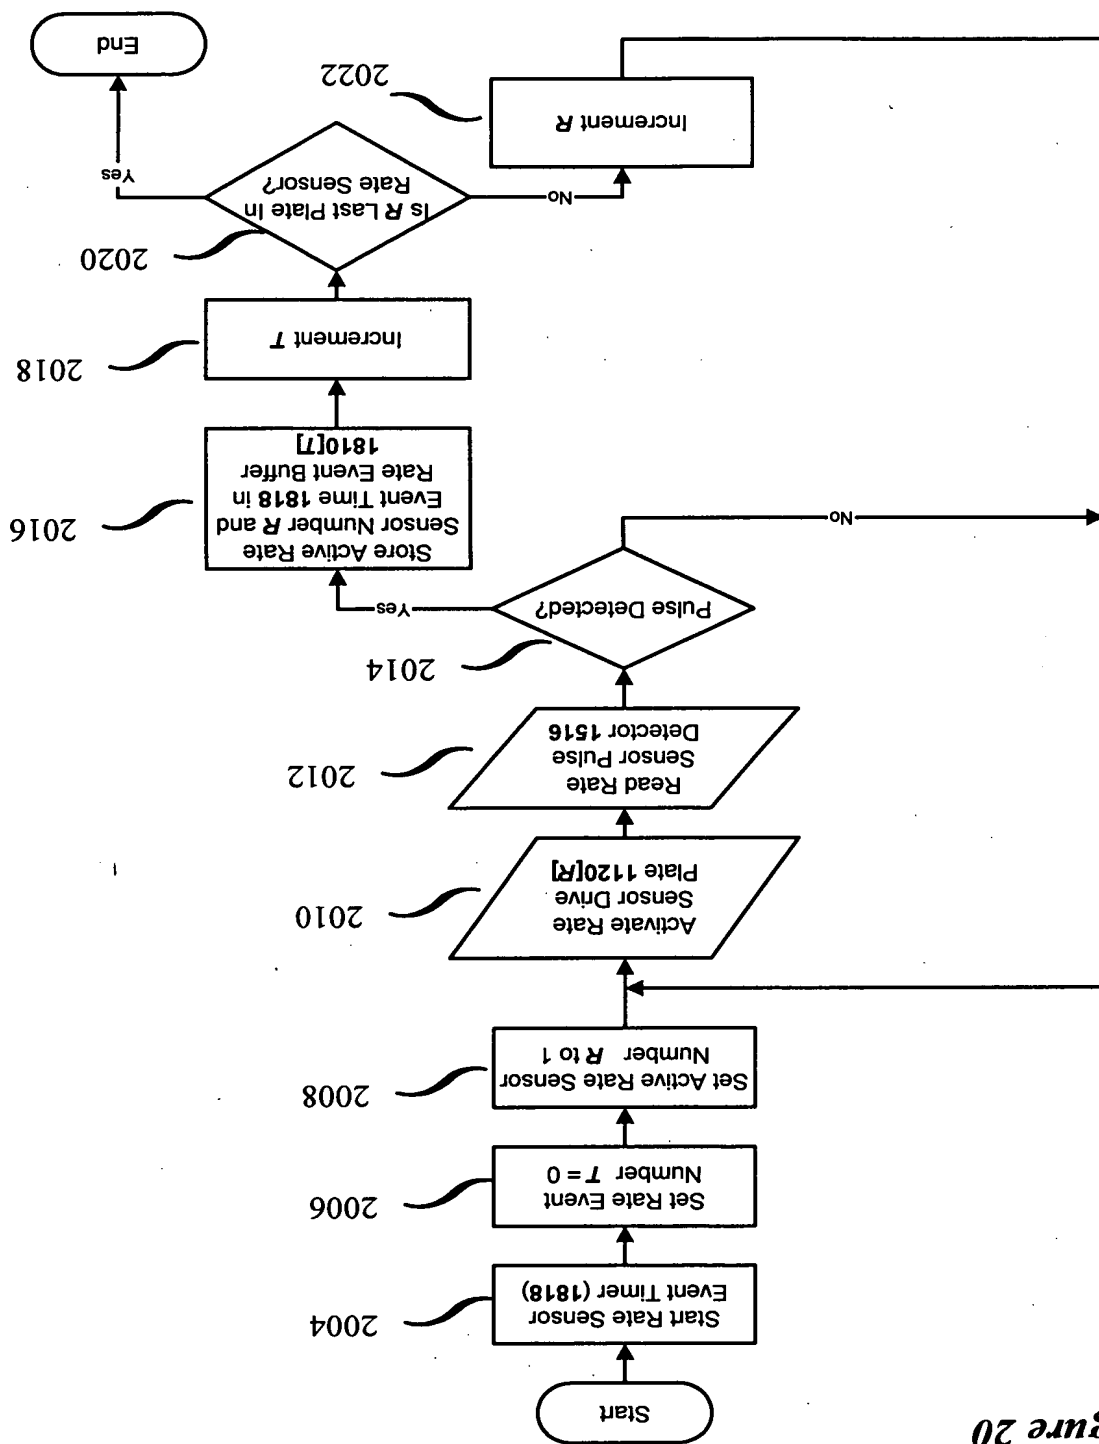 gure 20
Start
Start Rate Sensor
Event Timer (1818)
2004
Set Rate Event
Number T = 0
2006
Set Active Rate Sensor
Number R to 1
2008
Activate Rate
Sensor Drive
Plate 1120[R]
2010
Read Rate
Sensor Pulse
Detector 1516
2012
Pulse Detected?
2014
Yes
No
Store Active Rate
Sensor Number R and
Event Time 1818 in
Rate Event Buffer
1810[T]
2016
Increment T
2018
Is R Last Plate In
Rate Sensor?
2020
No
Yes
Increment R
2022
End